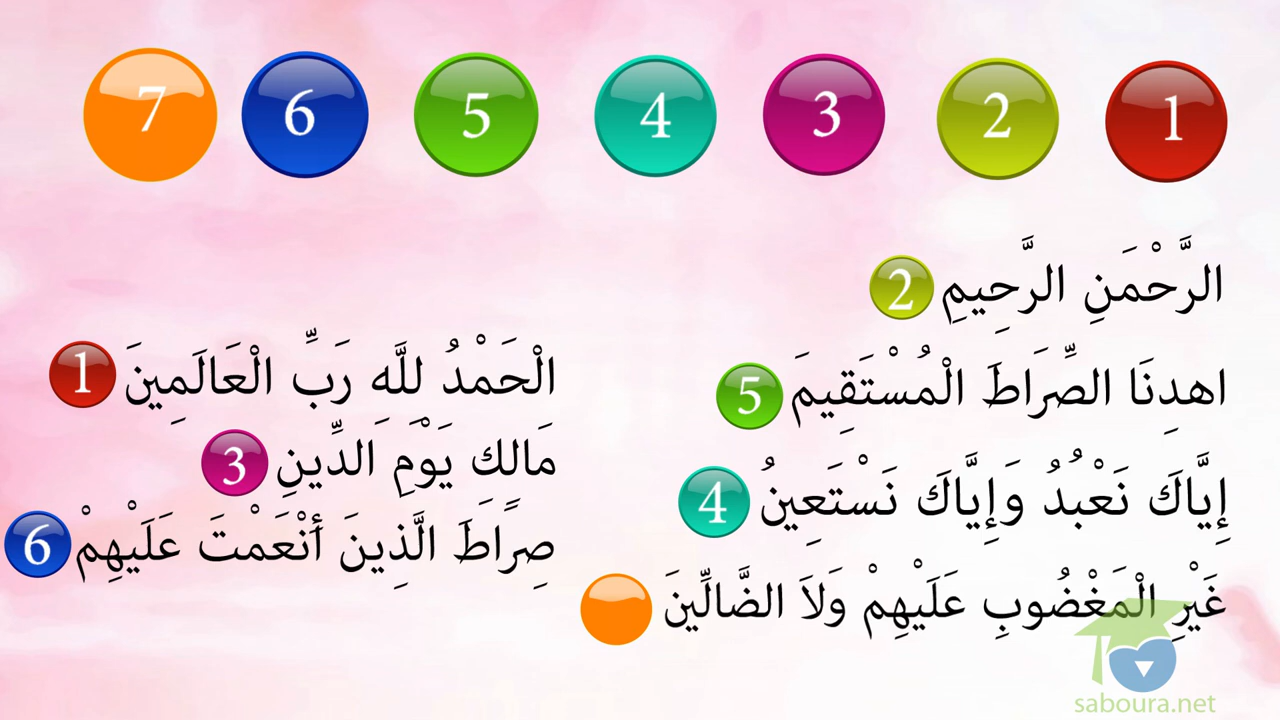 7 6 5 4 3 2 1
الرَّحْمَنِ الرَّحِيمِ 2
اهدِنَا الصِّرَاطَ الْمُسْتَقِيمَ 5
إِيَّاكَ نَعْبُدُ وَإِيَّاكَ نَسْتَعِينُ 4
غَيْرِ الْمَغْضُوبِ عَلَيْهِمْ وَلاَ الضَّالِّينَ
الْحَمْدُ للَّهِ رَبِّ الْعَالَمِينَ 1
مَالِكِ يَوْمِ الدِّينِ 3
صِرَاطَ الَّذِينَ أَنْعَمْتَ عَلَيْهِمْ 6
saboura.net